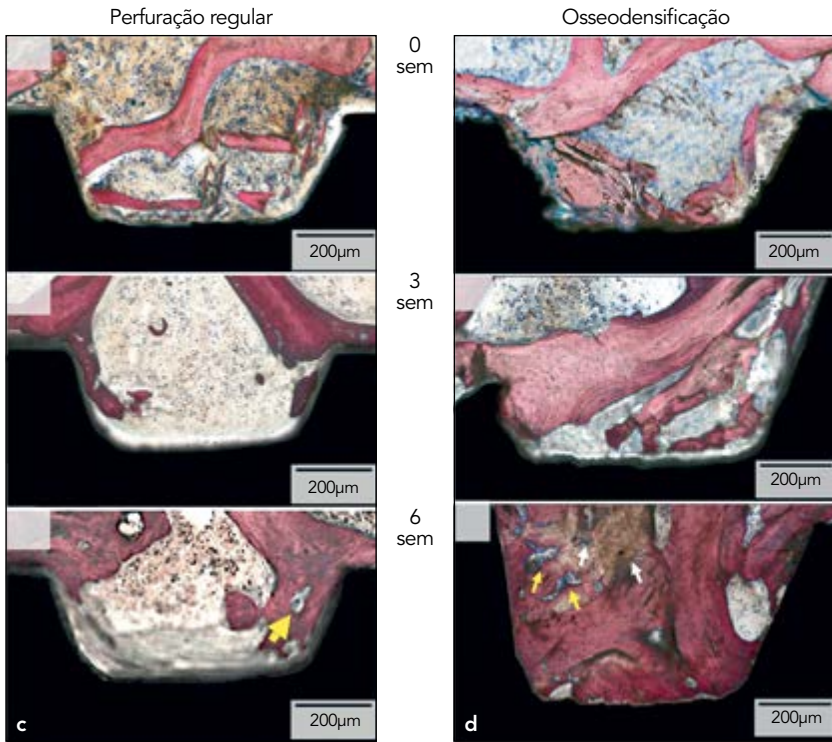 Perfuração regular
Osseodensificação
0
sem
200µm
200µm
3
sem
200µm
200µm
6
sem
c
200µm
d
200µm